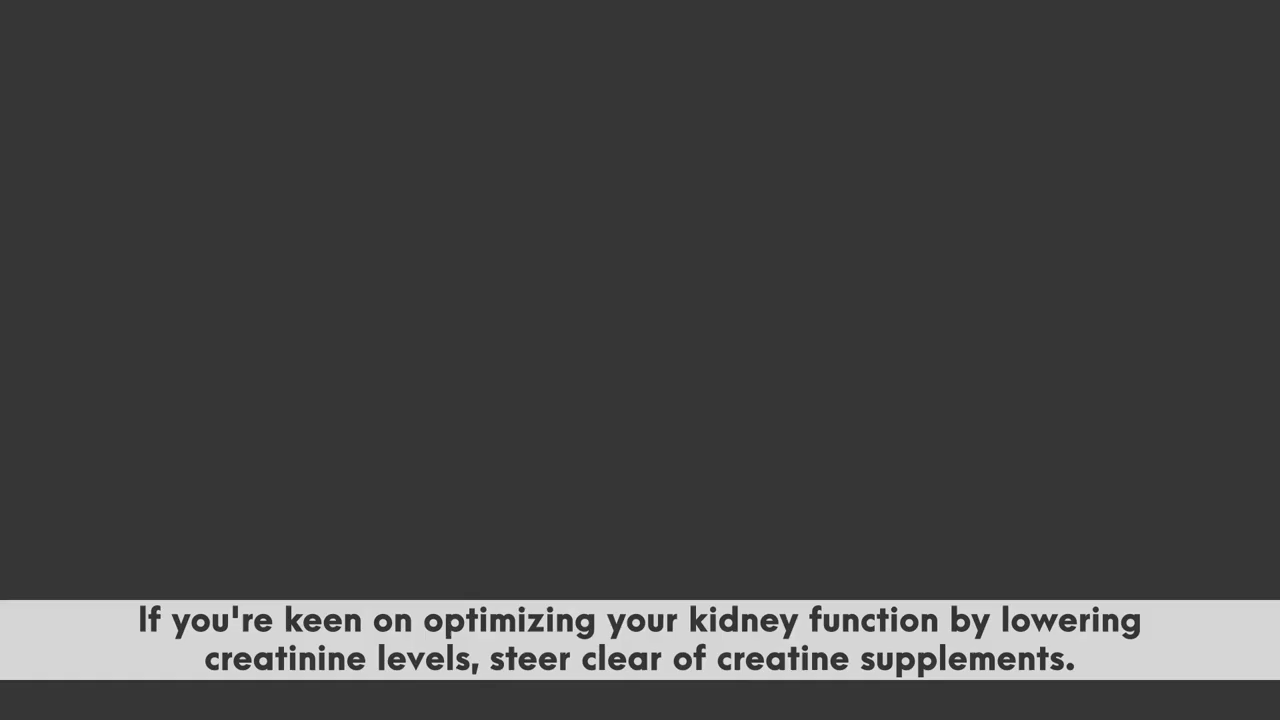 If you're keen on optimizing your kidney function by lowering
creatinine levels, steer clear of creatine supplements.